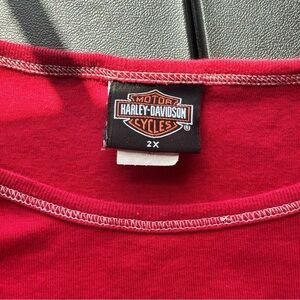 MOTOR
HARLEY-DAVIDSON
CYCLES ®
2X